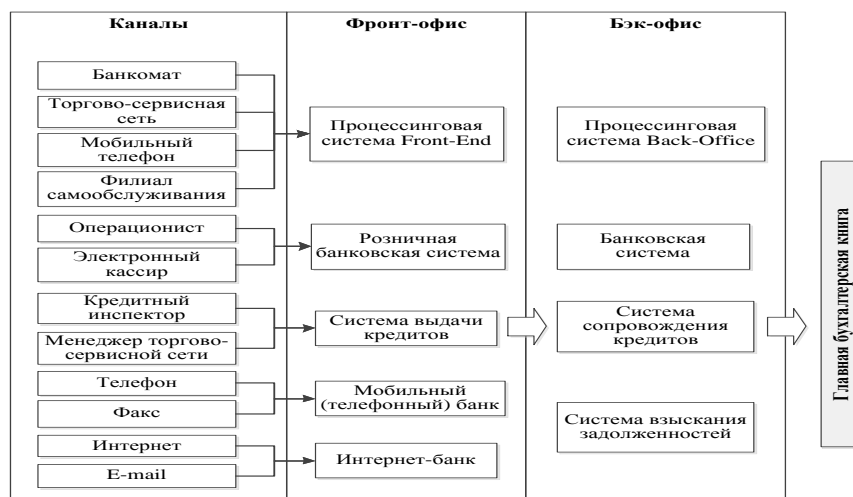 Каналы
Фронт-офис
Бэк-офис
Банкомат
Торгово-сервисная
сеть
Мобильный
телефон
Филиал
самообслуживания
Операционист
Электронный
кассир
Кредитный
инспектор
Менеджер торгово-
сервисной сети
Телефон
Факс
Интернет
E-mail
Процессинговая
система Front-End
Розничная
банковская система
Система выдачи
кредитов
Мобильный
(телефонный) банк
Интернет-банк
Процессинговая
система Back-Office
Банковская
система
Система
сопровождения
кредитов
Система взыскания
задолженностей
Главная бухгалтерская книга